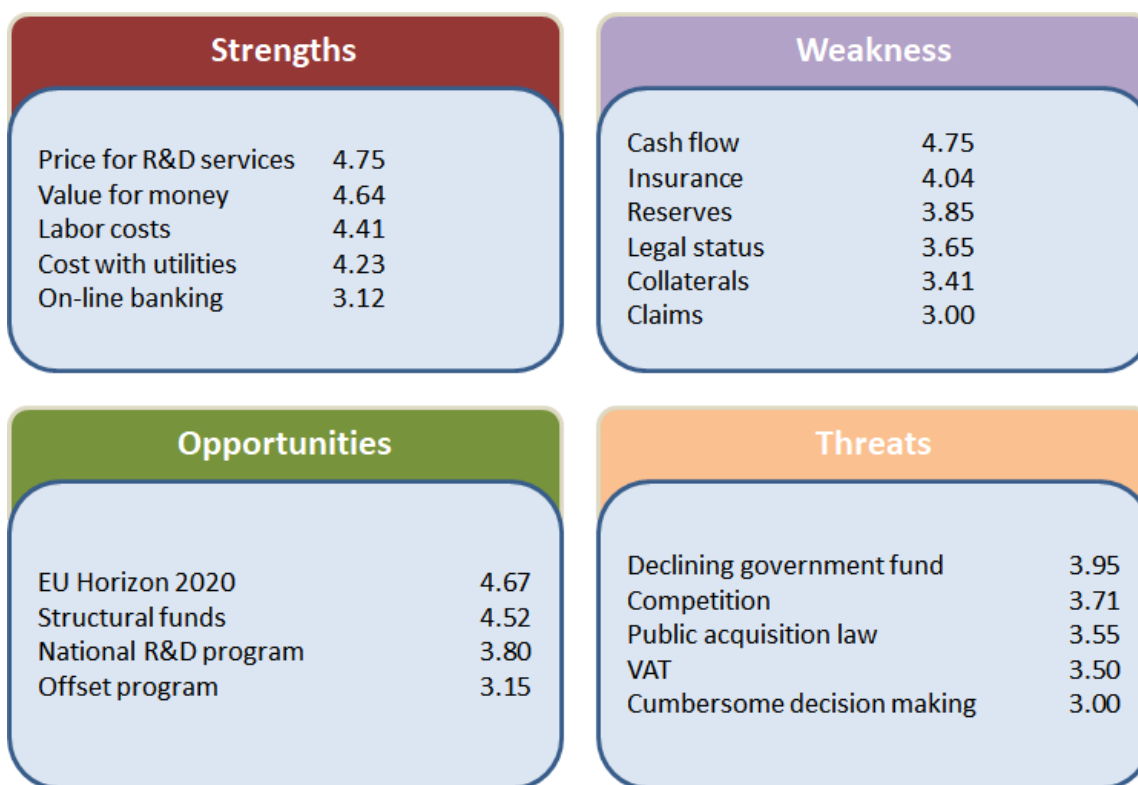 Strengths
Price for R&D services 4.75
Value for money 4.64
Labor costs 4.41
Cost with utilities 4.23
On-line banking 3.12
Weakness
Cash flow 4.75
Insurance 4.04
Reserves 3.85
Legal status 3.65
Collaterals 3.41
Claims 3.00
Opportunities
EU Horizon 2020 4.67
Structural funds 4.52
National R&D program 3.80
Offset program 3.15
Threats
Declining government fund 3.95
Competition 3.71
Public acquisition law 3.55
VAT 3.50
Cumbersome decision making 3.00